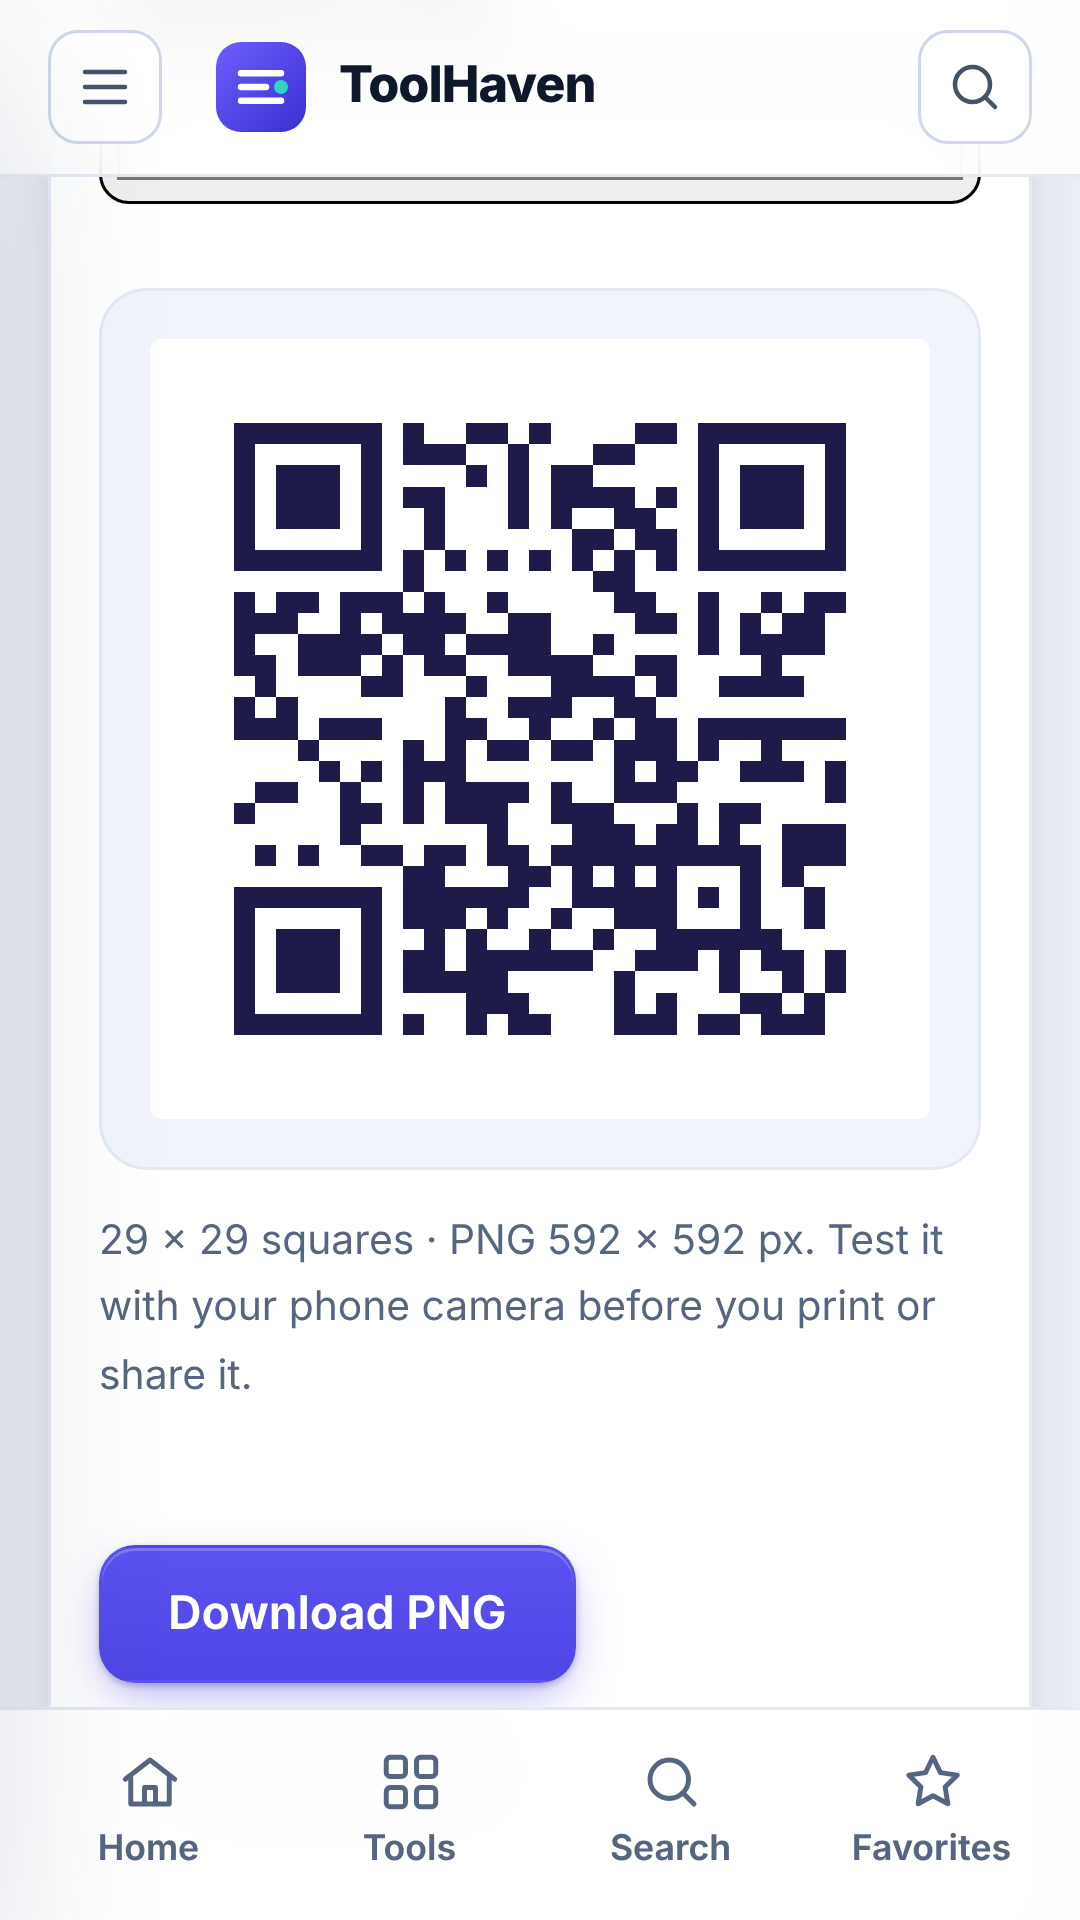 ToolHaven
29 × 29 squares · PNG 592 × 592 px. Test it
with your phone camera before you print or
share it.
Download PNG
Home
Tools
Search
Favorites